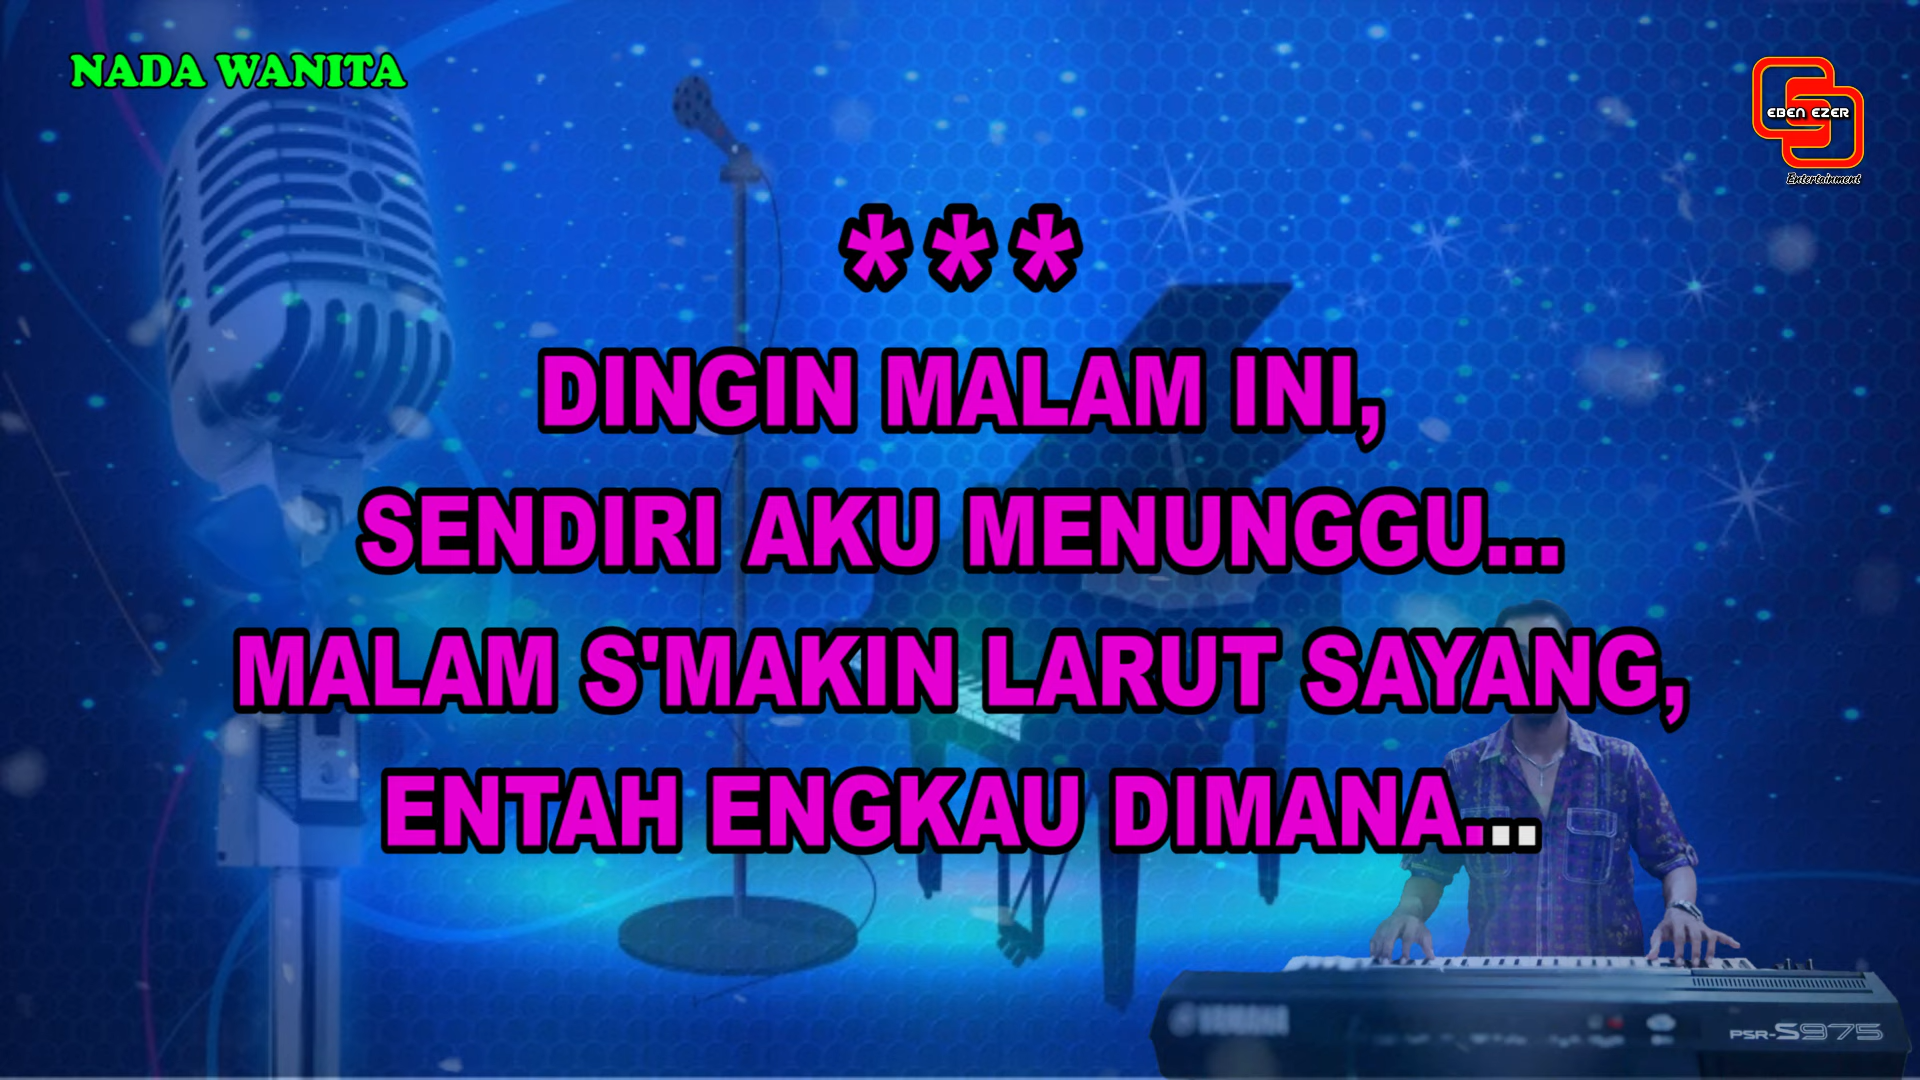 NADA WANITA
EBEN EZER
Entertainment
***
DINGIN MALAM INI,
SENDIRI AKU MENUNGGU...
MALAM S'MAKIN LARUT SAYANG,
ENTAH ENGKAU DIMANA...
YAMAHA
PSR-S975